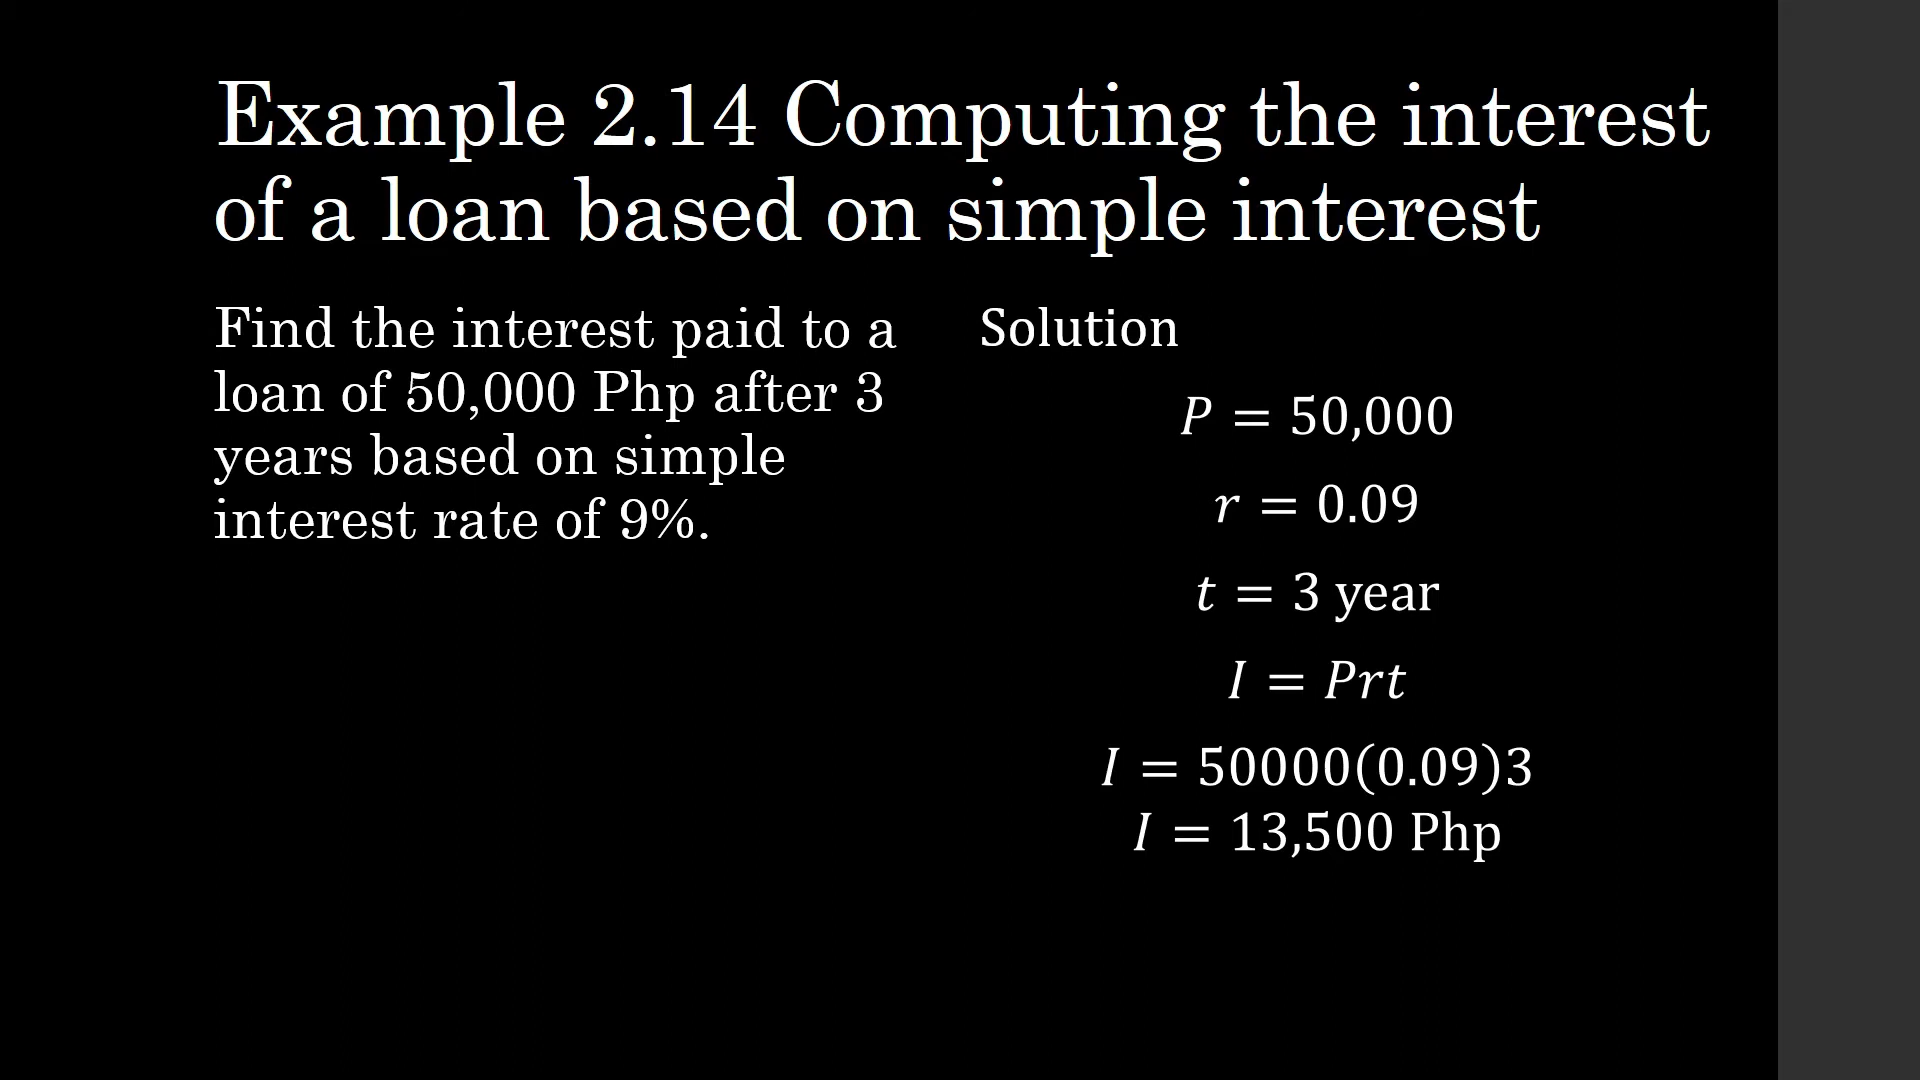 Example 2.14 Computing the interest
of a loan based on simple interest
Find the interest paid to a
loan of 50,000 Php after 3
years based on simple
interest rate of 9%.
Solution
P = 50,000
r = 0.09
t = 3 year
I = Prt
I = 50000(0.09)3
I = 13,500 Php